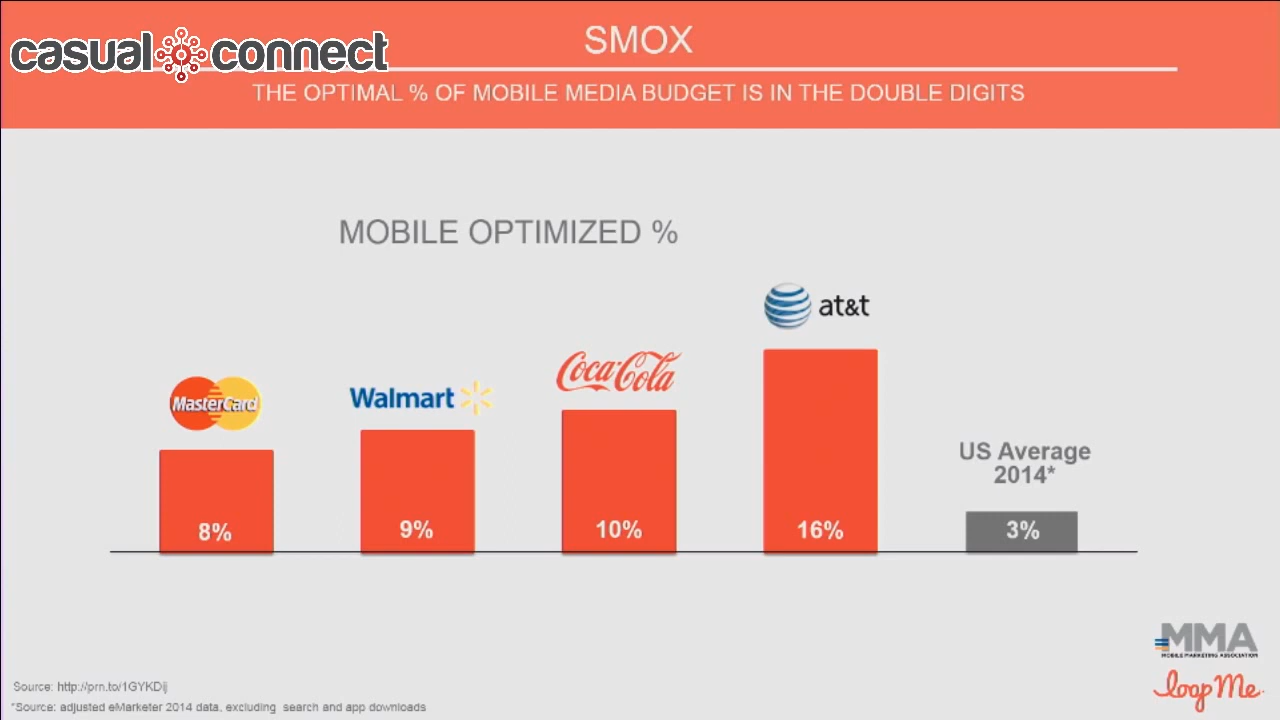 casual connect
SMOX
THE OPTIMAL % OF MOBILE MEDIA BUDGET IS IN THE DOUBLE DIGITS
MOBILE OPTIMIZED %
at&t
Coca-Cola
MasterCard
Walmart
US Average
2014*
8%
9%
10%
16%
3%
MMA
MOBILE MARKETING ASSOCIATION
loopMe
Source: http://prn.to/1GYKDij
*Source: adjusted eMarketer 2014 data, excluding search and app downloads